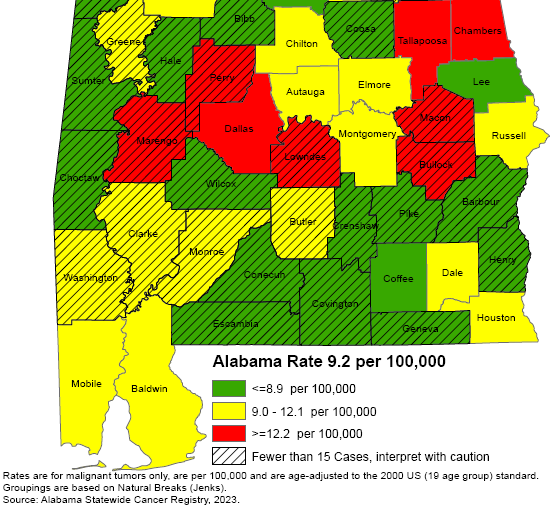 Bibb
Coosa
Chambers
Greene
Chilton
Tallapoosa
Hale
Sumter
Perry
Lee
Autauga
Elmore
Macon
Dallas
Marengo
Montgomery
Russell
Lowndes
Bullock
Choctaw
Wilcox
Barbour
Pike
Butler
Crenshaw
Clarke
Monroe
Henry
Washington
Conecuh
Coffee
Dale
Covington
Houston
Escambia
Geneva
Alabama Rate 9.2 per 100,000
Mobile
Baldwin
<=8.9 per 100,000
9.0 - 12.1 per 100,000
>=12.2 per 100,000
Fewer than 15 Cases, interpret with caution
Rates are for malignant tumors only, are per 100,000 and are age-adjusted to the 2000 US (19 age group) standard.
Groupings are based on Natural Breaks (Jenks).
Source: Alabama Statewide Cancer Registry, 2023.